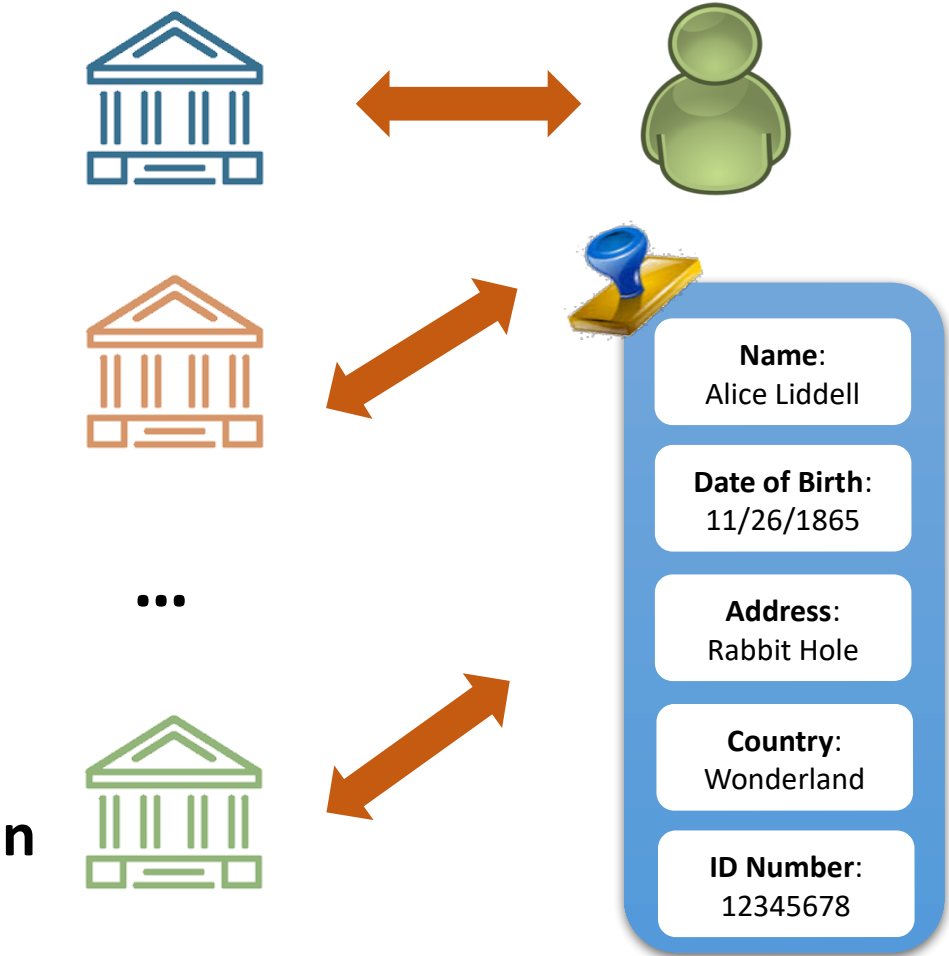 Name:
Alice Liddell
Date of Birth:
11/26/1865
...
Address:
Rabbit Hole
Country:
Wonderland
n
ID Number:
12345678